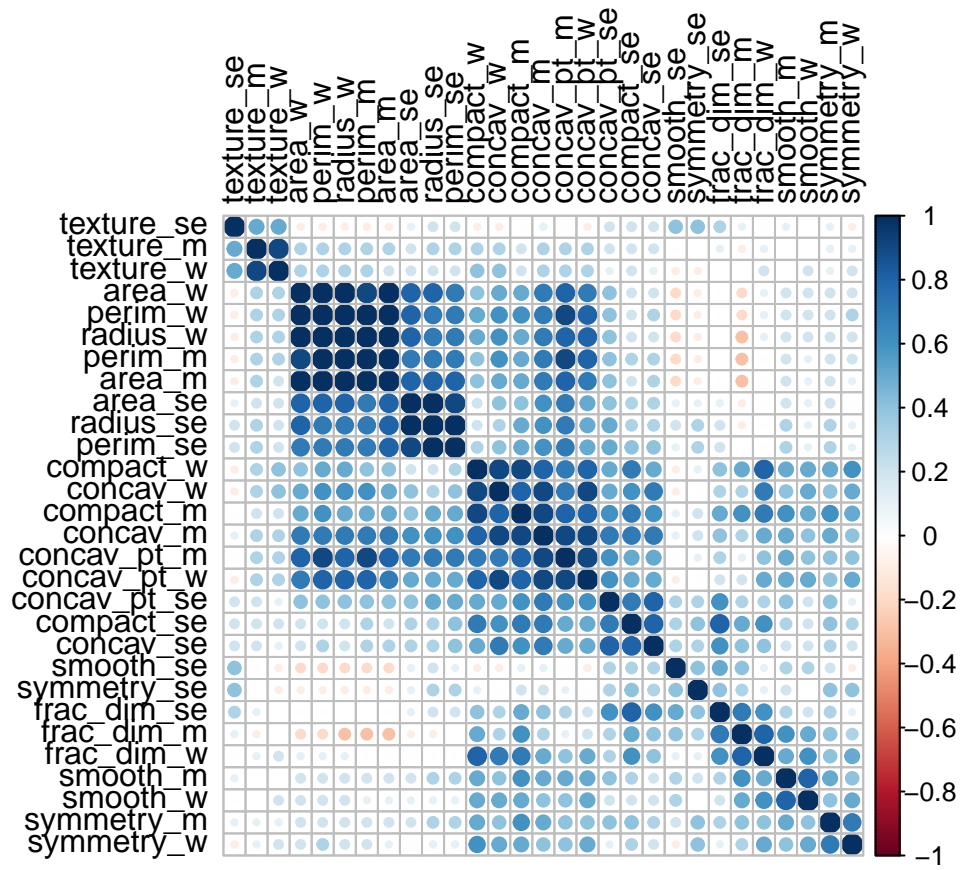 texture_se
texture_m
texture_w
area_w
perim_w
radius_w
perim_m
area_m
area_se
radius_se
perim_se
compact_w
concav_w
compact_m
concav_m
concav_pt_m
concav_pt_w
concav_pt_se
compact_se
concav_se
smooth_se
symmetry_se
frac_dim_se
frac_dim_m
frac_dim_w
smooth_m
smooth_w
symmetry_m
symmetry_w
texture_se
texture_m
texture_w
area_w
perim_w
radius_w
perim_m
area_m
area_se
radius_se
perim_se
compact_w
concav_w
compact_m
concav_m
concav_pt_m
concav_pt_w
concav_pt_se
compact_se
concav_se
smooth_se
symmetry_se
frac_dim_se
frac_dim_m
frac_dim_w
smooth_m
smooth_w
symmetry_m
symmetry_w
1
0.8
0.6
0.4
0.2
0
−0.2
−0.4
−0.6
−0.8
−1